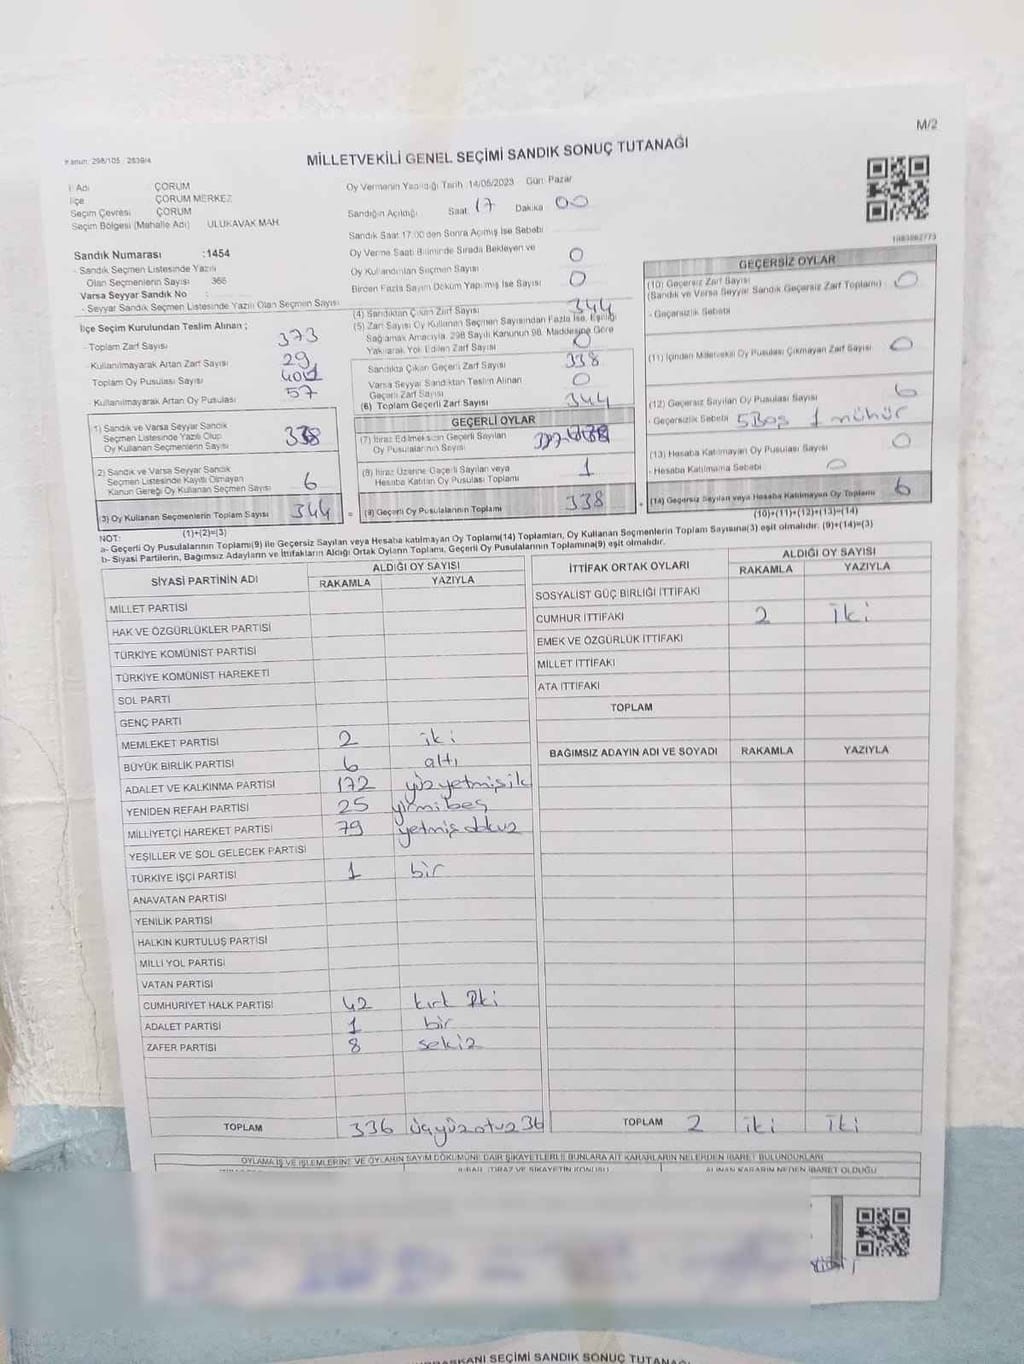 M/2
Kanun: 298/105 ; 2839/4
MİLLETVEKİLİ GENEL SEÇİMİ SANDIK SONUÇ TUTANAĞI
İl Adı ÇORUM
İlçe ÇORUM MERKEZ
Seçim Çevresi ÇORUM
Seçim Bölgesi (Mahalle Adı) ULUKAVAK MAH.
Oy Vermenin Yapıldığı Tarih 14/05/2023 Gün: Pazar
Sandığın Açıldığı Saat 17 Dakika 00
Sandık Saat 17:00'den Sonra Açılmış İse Sebebi
Oy Verme Saati Bitiminde Sırada Bekleyen ve
Oy Kullandırılan Seçmen Sayısı 0
Birden Fazla Sayım Döküm Yapılmış İse Sayısı 0
Sandık Numarası :1454
- Sandık Seçmen Listesinde Yazılı
Olan Seçmenlerin Sayısı 366
Varsa Seyyar Sandık No :
- Seyyar Sandık Seçmen Listesinde Yazılı Olan Seçmen Sayısı
İlçe Seçim Kurulundan Teslim Alınan ;
- Toplam Zarf Sayısı 373
- Kullanılmayarak Artan Zarf Sayısı 29
Toplam Oy Pusulası Sayısı
- Kullanılmayarak Artan Oy Pusulası 57
(4) Sandıktan Çıkan Zarf Sayısı 344
(5) Zarf Sayısı Oy Kullanan Seçmen Sayısından Fazla İse, Eşitliği
Sağlamak Amacıyla, 298 Sayılı Kanunun 98. Maddesine Göre
Yakılarak Yok Edilen Zarf Sayısı 0
Sandıkta Çıkan Geçerli Zarf Sayısı 338
Varsa Seyyar Sandıktan Teslim Alınan
Geçerli Zarf Sayısı 0
(6) Toplam Geçerli Zarf Sayısı 344
GEÇERSİZ OYLAR
(10) Geçersiz Zarf Sayısı
(Sandık ve Varsa Seyyar Sandık Geçersiz Zarf Toplamı) 0
- Geçersizlik Sebebi
(11) İçinden Milletvekili Oy Pusulası Çıkmayan Zarf Sayısı 0
(12) Geçersiz Sayılan Oy Pusulası Sayısı 6
- Geçersizlik Sebebi 5 Boş 1 mühür
(13) Hesaba Katılmayan Oy Pusulası Sayısı 0
- Hesaba Katılmama Sebebi 0
(14) Geçersiz Sayılan veya Hesaba Katılmayan Oy Toplamı 6
(10)+(11)+(12)+(13)=(14)
1) Sandık ve Varsa Seyyar Sandık
Seçmen Listesinde Yazılı Olup
Oy Kullanan Seçmenlerin Sayısı 338
2) Sandık ve Varsa Seyyar Sandık
Seçmen Listesinde Kayıtlı Olmayan
Kanun Gereği Oy Kullanan Seçmen Sayısı 6
(3) Oy Kullanan Seçmenlerin Toplam Sayısı 344 =
(1)+(2)=(3)
GEÇERLİ OYLAR
(7) İtiraz Edilmeksizin Geçerli Sayılan
Oy Pusulalarının Sayısı
(8) İtiraz Üzerine Geçerli Sayılan veya
Hesaba Katılan Oy Pusulası Toplamı 1
(9) Geçerli Oy Pusulalarının Toplamı 338 +
NOT:
a- Geçerli Oy Pusulalarının Toplamı(9) ile Geçersiz Sayılan veya Hesaba katılmayan Oy Toplamı(14) Toplamları, Oy Kullanan Seçmenlerin Toplam Sayısına(3) eşit olmalıdır. (9)+(14)=(3)
b- Siyasi Partilerin, Bağımsız Adayların ve İttifakların Aldığı Ortak Oyların Toplamı, Geçerli Oy Pusulalarının Toplamına(9) eşit olmalıdır.
SİYASİ PARTİNİN ADI ALDIĞI OY SAYISI
RAKAMLA YAZIYLA
MİLLET PARTİSİ
HAK VE ÖZGÜRLÜKLER PARTİSİ
TÜRKİYE KOMÜNİST PARTİSİ
TÜRKİYE KOMÜNİST HAREKETİ
SOL PARTİ
GENÇ PARTİ
MEMLEKET PARTİSİ 2 iki
BÜYÜK BİRLİK PARTİSİ 6 altı
ADALET VE KALKINMA PARTİSİ 172 yüzyetmişik
YENİDEN REFAH PARTİSİ 25 yirmibeş
MİLLİYETÇİ HAREKET PARTİSİ 79 yetmiş dokuz
YEŞİLLER VE SOL GELECEK PARTİSİ
TÜRKİYE İŞÇİ PARTİSİ 1 bir
ANAVATAN PARTİSİ
YENİLİK PARTİSİ
HALKIN KURTULUŞ PARTİSİ
MİLLİ YOL PARTİSİ
VATAN PARTİSİ
CUMHURİYET HALK PARTİSİ 42 kırk iki
ADALET PARTİSİ 1 bir
ZAFER PARTİSİ 8 sekiz
TOPLAM 336 üçyüzotuz36
İTTİFAK ORTAK OYLARI ALDIĞI OY SAYISI
RAKAMLA YAZIYLA
SOSYALİST GÜÇ BİRLİĞİ İTTİFAKI
CUMHUR İTTİFAKI 2 iki
EMEK VE ÖZGÜRLÜK İTTİFAKI
MİLLET İTTİFAKI
ATA İTTİFAKI
TOPLAM
BAĞIMSIZ ADAYIN ADI VE SOYADI RAKAMLA YAZIYLA
TOPLAM 2 iki iki
OYLAMA İŞ VE İŞLEMLERİNE VE OYLARIN SAYIM DÖKÜMÜNE DAİR ŞİKAYETLERLE BUNLARA AİT KARARLARIN NELERDEN İBARET BULUNDUKLARI
İTİRAZ VE ŞİKAYETİN KONUSU ALINAN KARARIN NEDEN İBARET OLDUĞU
BAŞKANI SEÇİMİ SANDIK SONUÇ TUTANAĞI